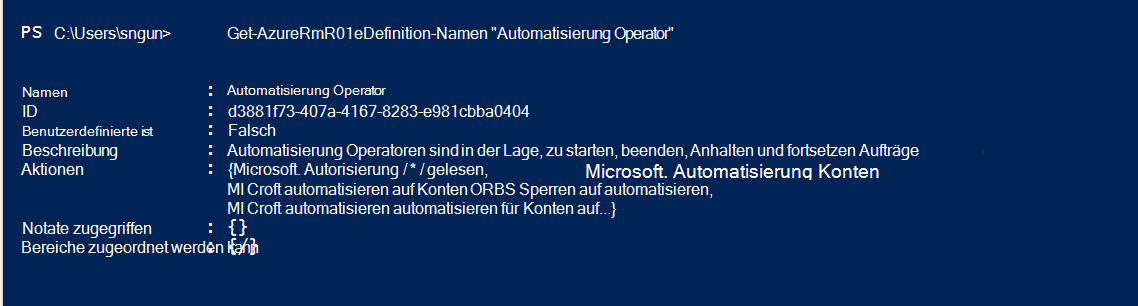 PS C:\Users\sngun> Get-AzureRmR01eDefinition-Namen "Automatisierung Operator"
Namen : Automatisierung Operator
ID : d3881f73-407a-4167-8283-e981cbba0404
Benutzerdefinierte ist : Falsch
Beschreibung : Automatisierung Operatoren sind in der Lage, zu starten, beenden, Anhalten und fortsetzen Aufträge
Aktionen : {Microsoft. Autorisierung / * / gelesen, Microsoft. Automatisierung Konten
MI Croft automatisieren auf Konten ORBS Sperren auf automatisieren,
MI Croft automatisieren automatisieren für Konten auf...}
Notate zugegriffen : {}
Bereiche zugeordnet werden kann : {/}